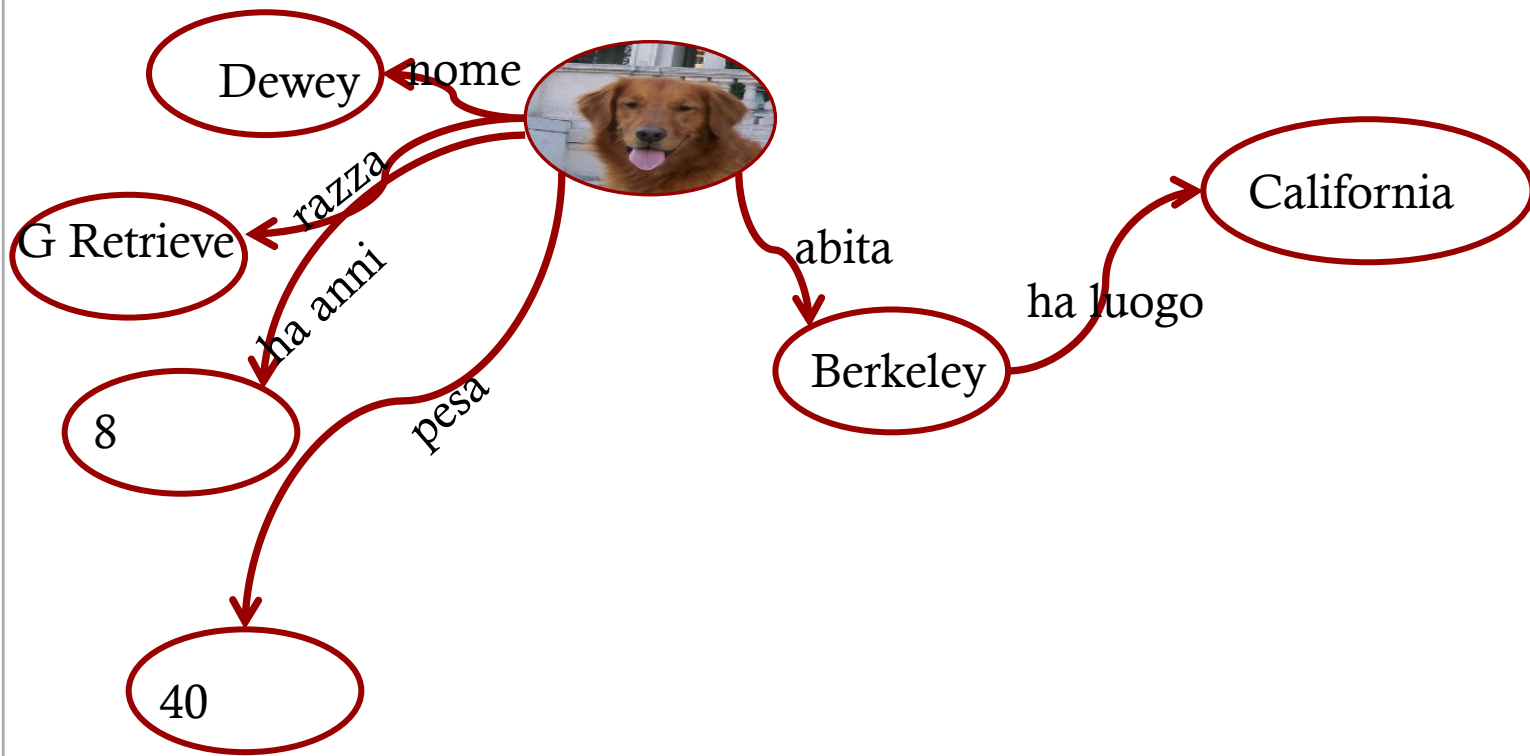 Dewey
nome
razza
G Retrieve
ha anni
8
pesa
40
abita
Berkeley
ha luogo
California